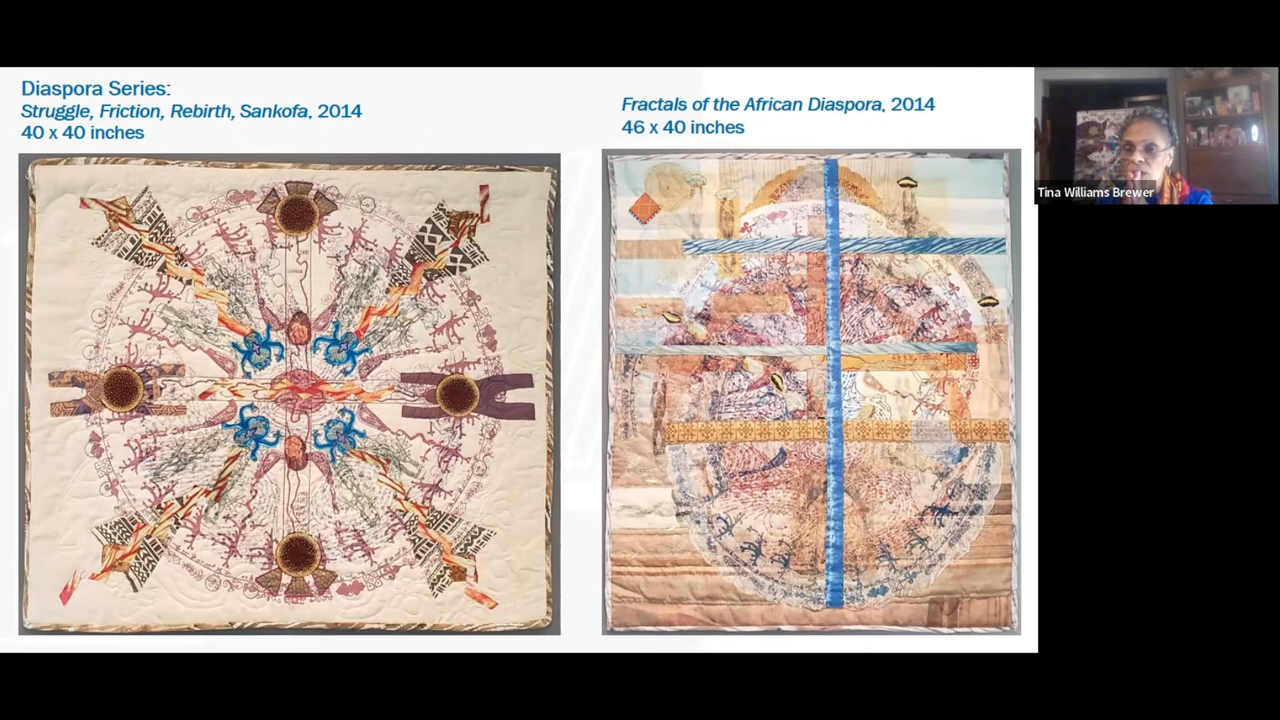 Diaspora Series:
Struggle, Friction, Rebirth, Sankofa, 2014
40 x 40 inches
Fractals of the African Diaspora, 2014
46 x 40 inches
Tina Williams Brewer